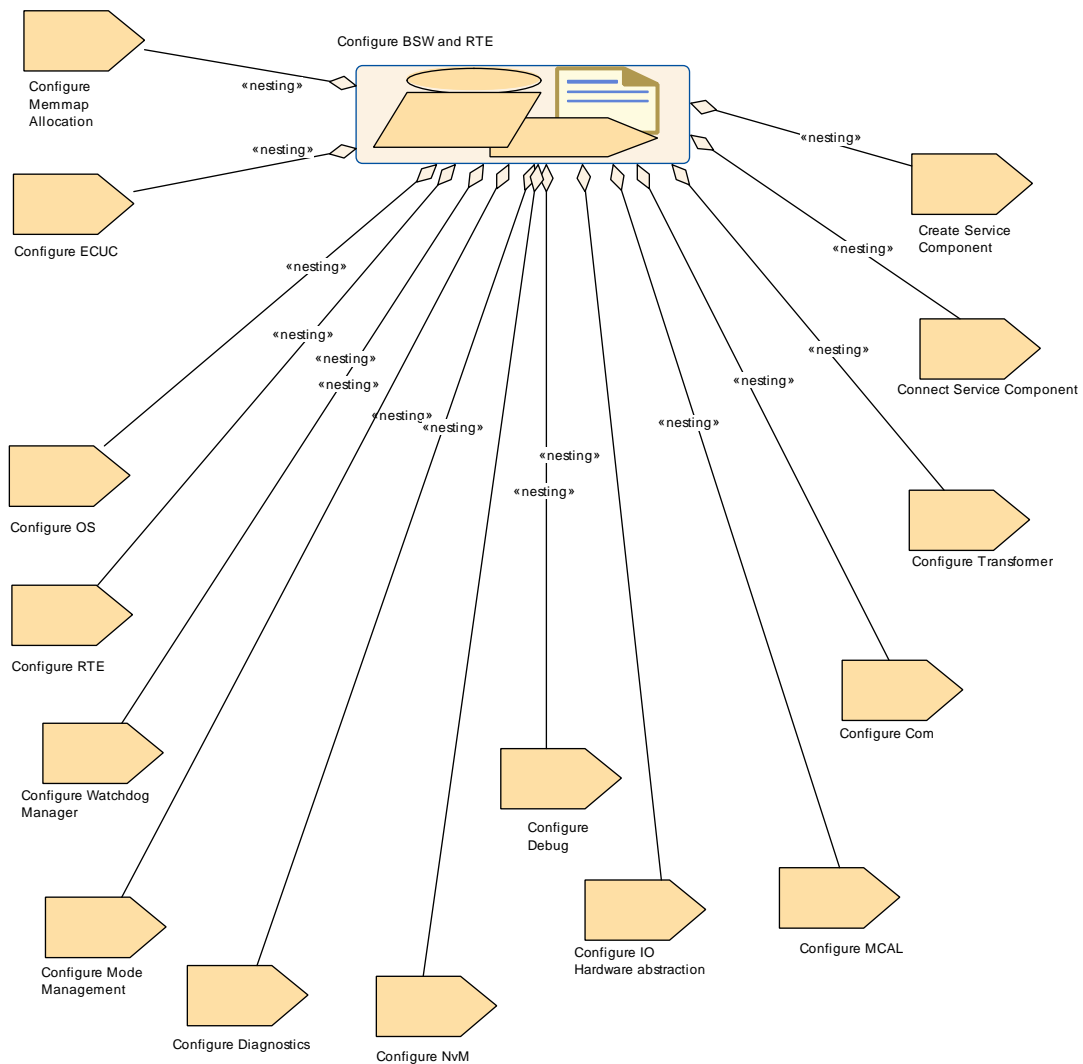 Configure BSW and RTE
Configure
Memmap
Allocation
«nesting»
«nesting»
«nesting»
Configure ECUC
Create Service
Component
«nesting»
«nesting»
«nesting»
«nesting»
«nesting»
«nesting»
«nesting»
Connect Service Component
«nesting»
«nesting»
«nesting»
«nesting»
«nesting»
Configure OS
Configure Transformer
Configure RTE
Configure Com
Configure Watchdog
Manager
Configure
Debug
Configure MCAL
Configure IO
Hardware abstraction
Configure Mode
Management
Configure Diagnostics
Configure NvM